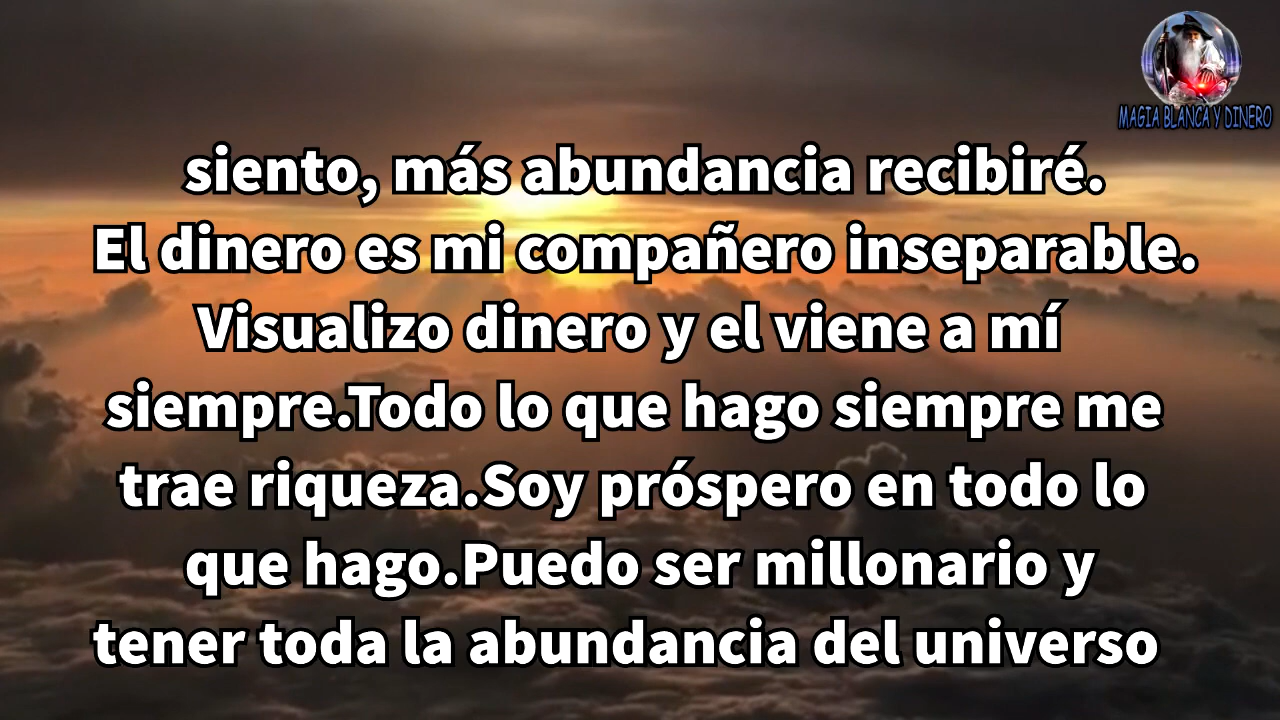 MAGIA BLANCA Y DINERO
siento, más abundancia recibiré.
El dinero es mi compañero inseparable.
Visualizo dinero y el viene a mí
siempre.Todo lo que hago siempre me
trae riqueza.Soy próspero en todo lo
que hago.Puedo ser millonario y
tener toda la abundancia del universo